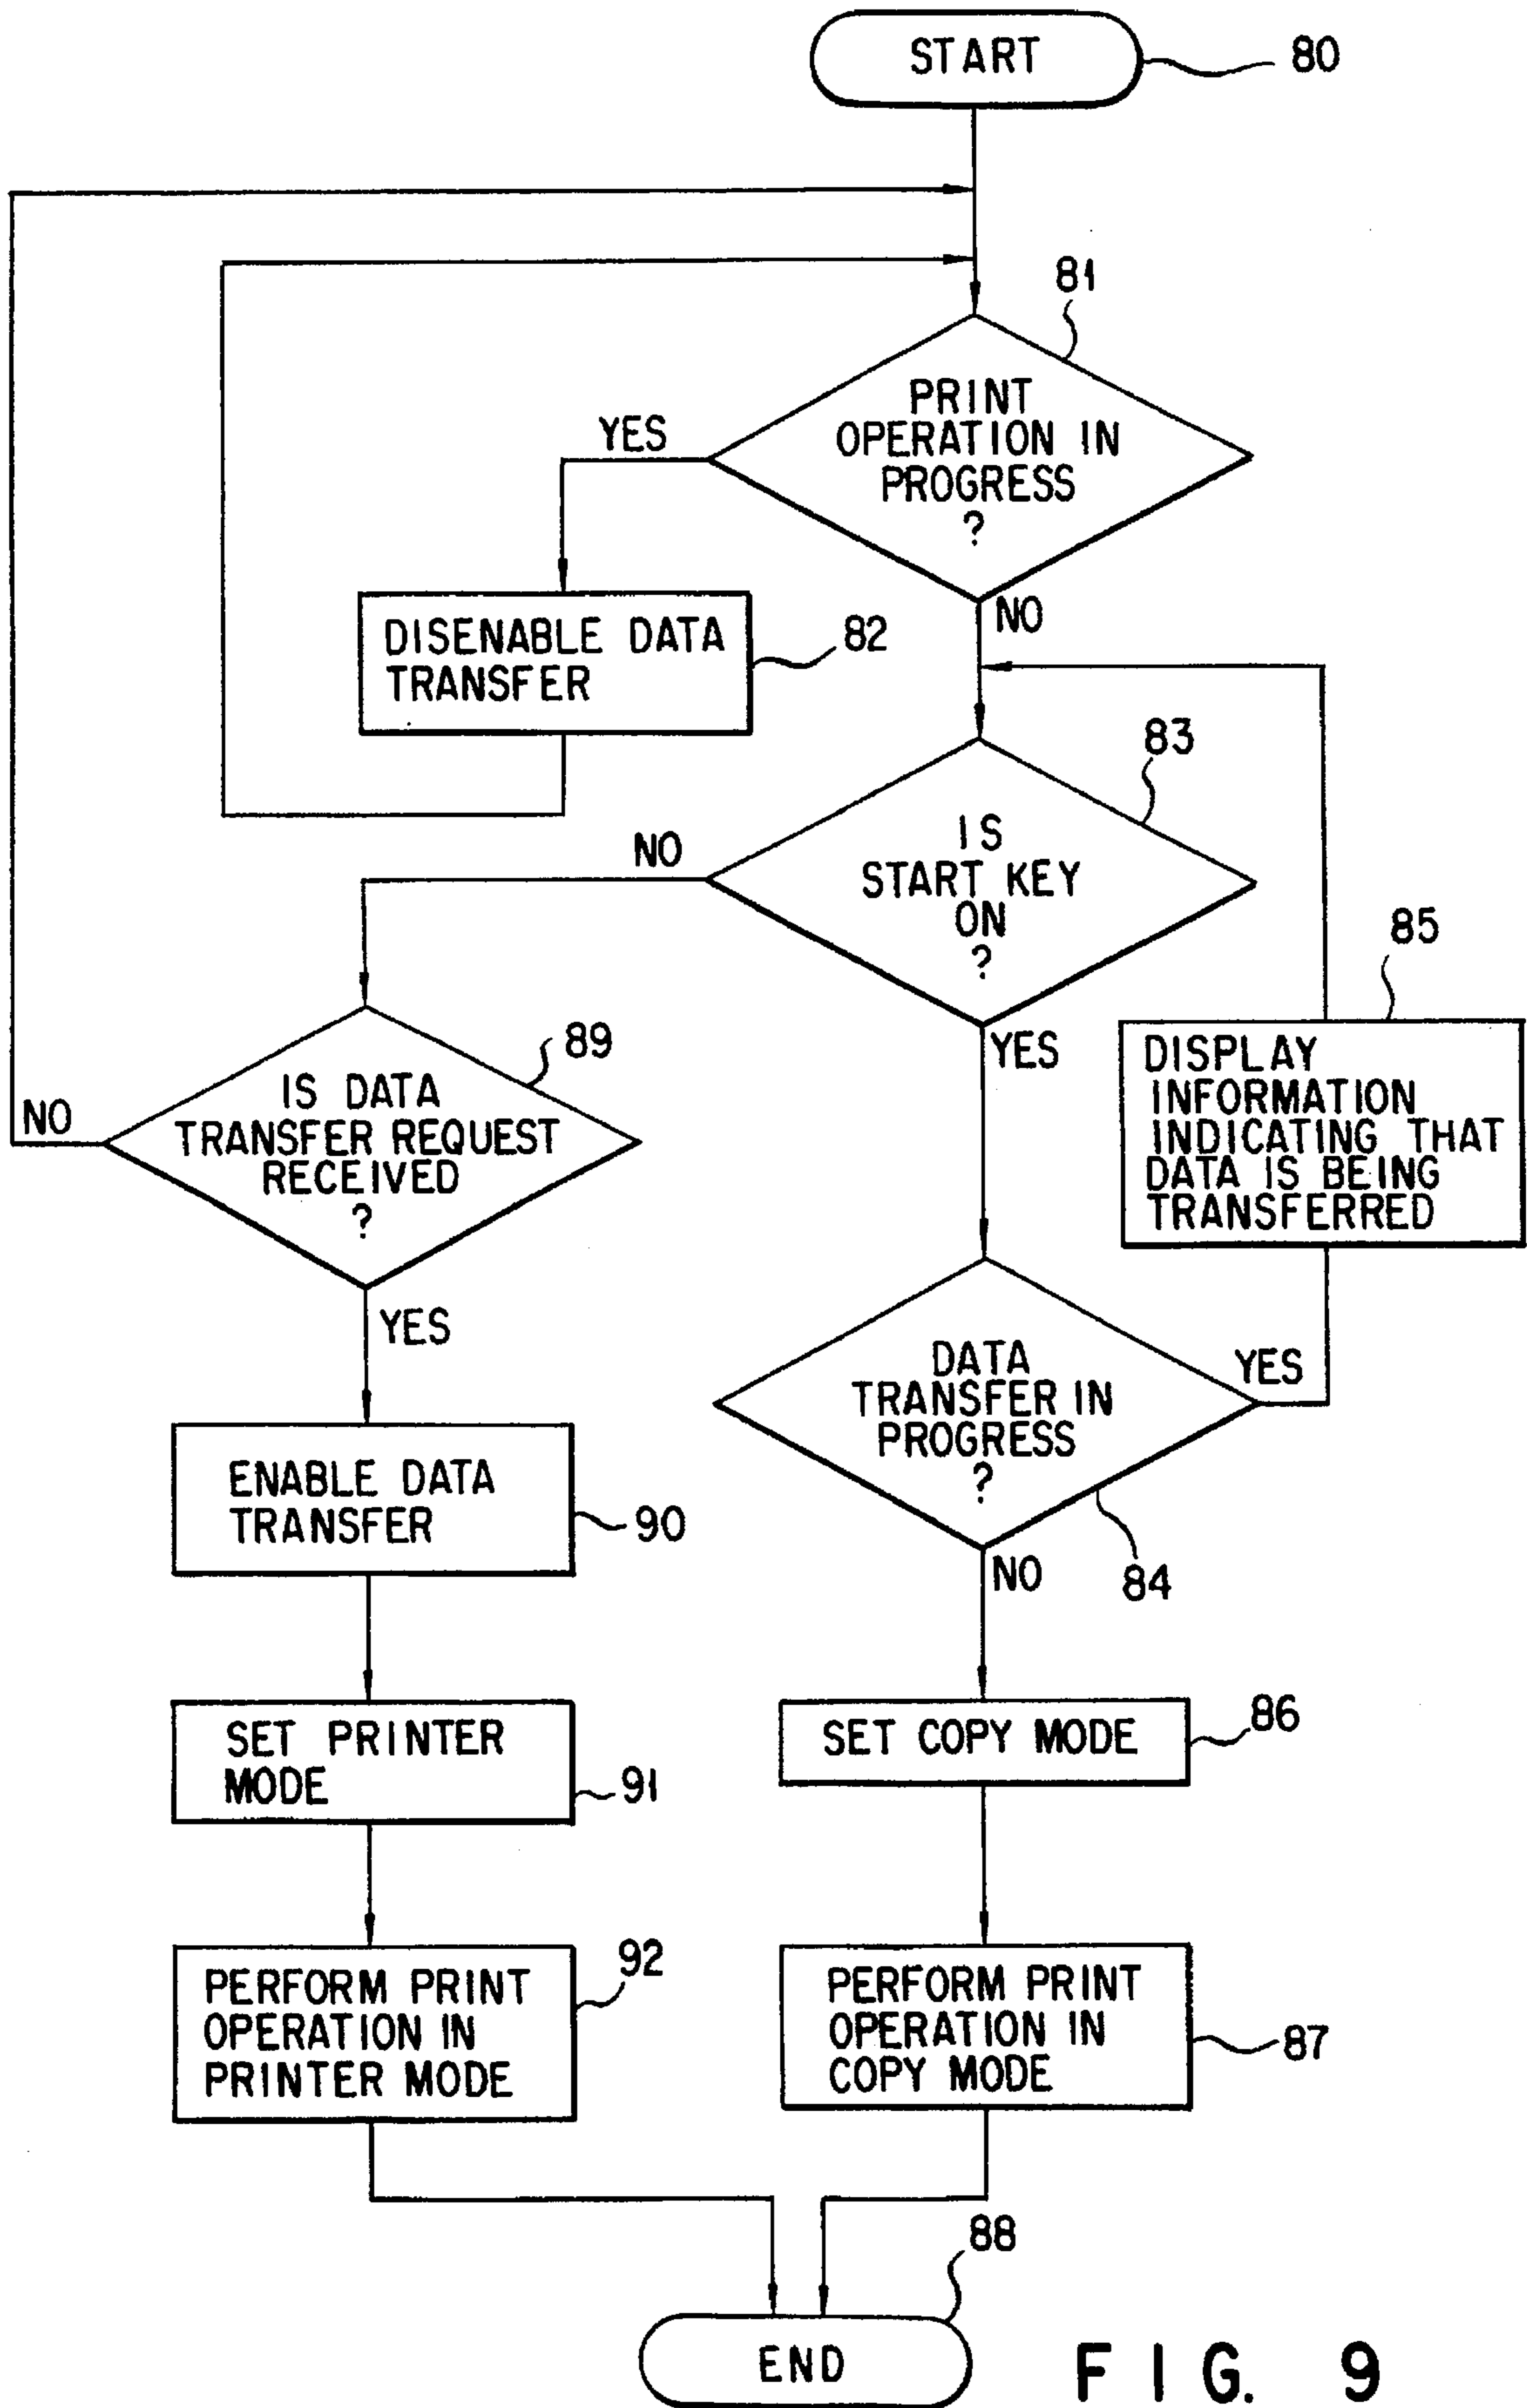 START
80
81
PRINT
OPERATION IN
PROGRESS
?
YES
NO
DISENABLE DATA
TRANSFER
82
83
IS
START KEY
ON
?
NO
YES
85
DISPLAY
INFORMATION
INDICATING THAT
DATA IS BEING
TRANSFERRED
89
IS DATA
TRANSFER REQUEST
RECEIVED
?
NO
YES
DATA
TRANSFER IN
PROGRESS
?
YES
NO
84
ENABLE DATA
TRANSFER
90
SET PRINTER
MODE
91
SET COPY MODE
86
PERFORM PRINT
OPERATION IN
PRINTER MODE
92
PERFORM PRINT
OPERATION IN
COPY MODE
87
88
END
FIG. 9